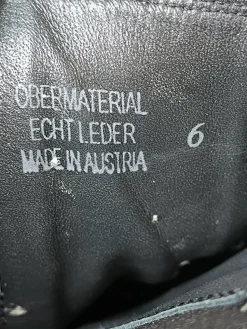 OBERMATERIAL
ECHT LEDER 6
MADE IN AUSTRIA